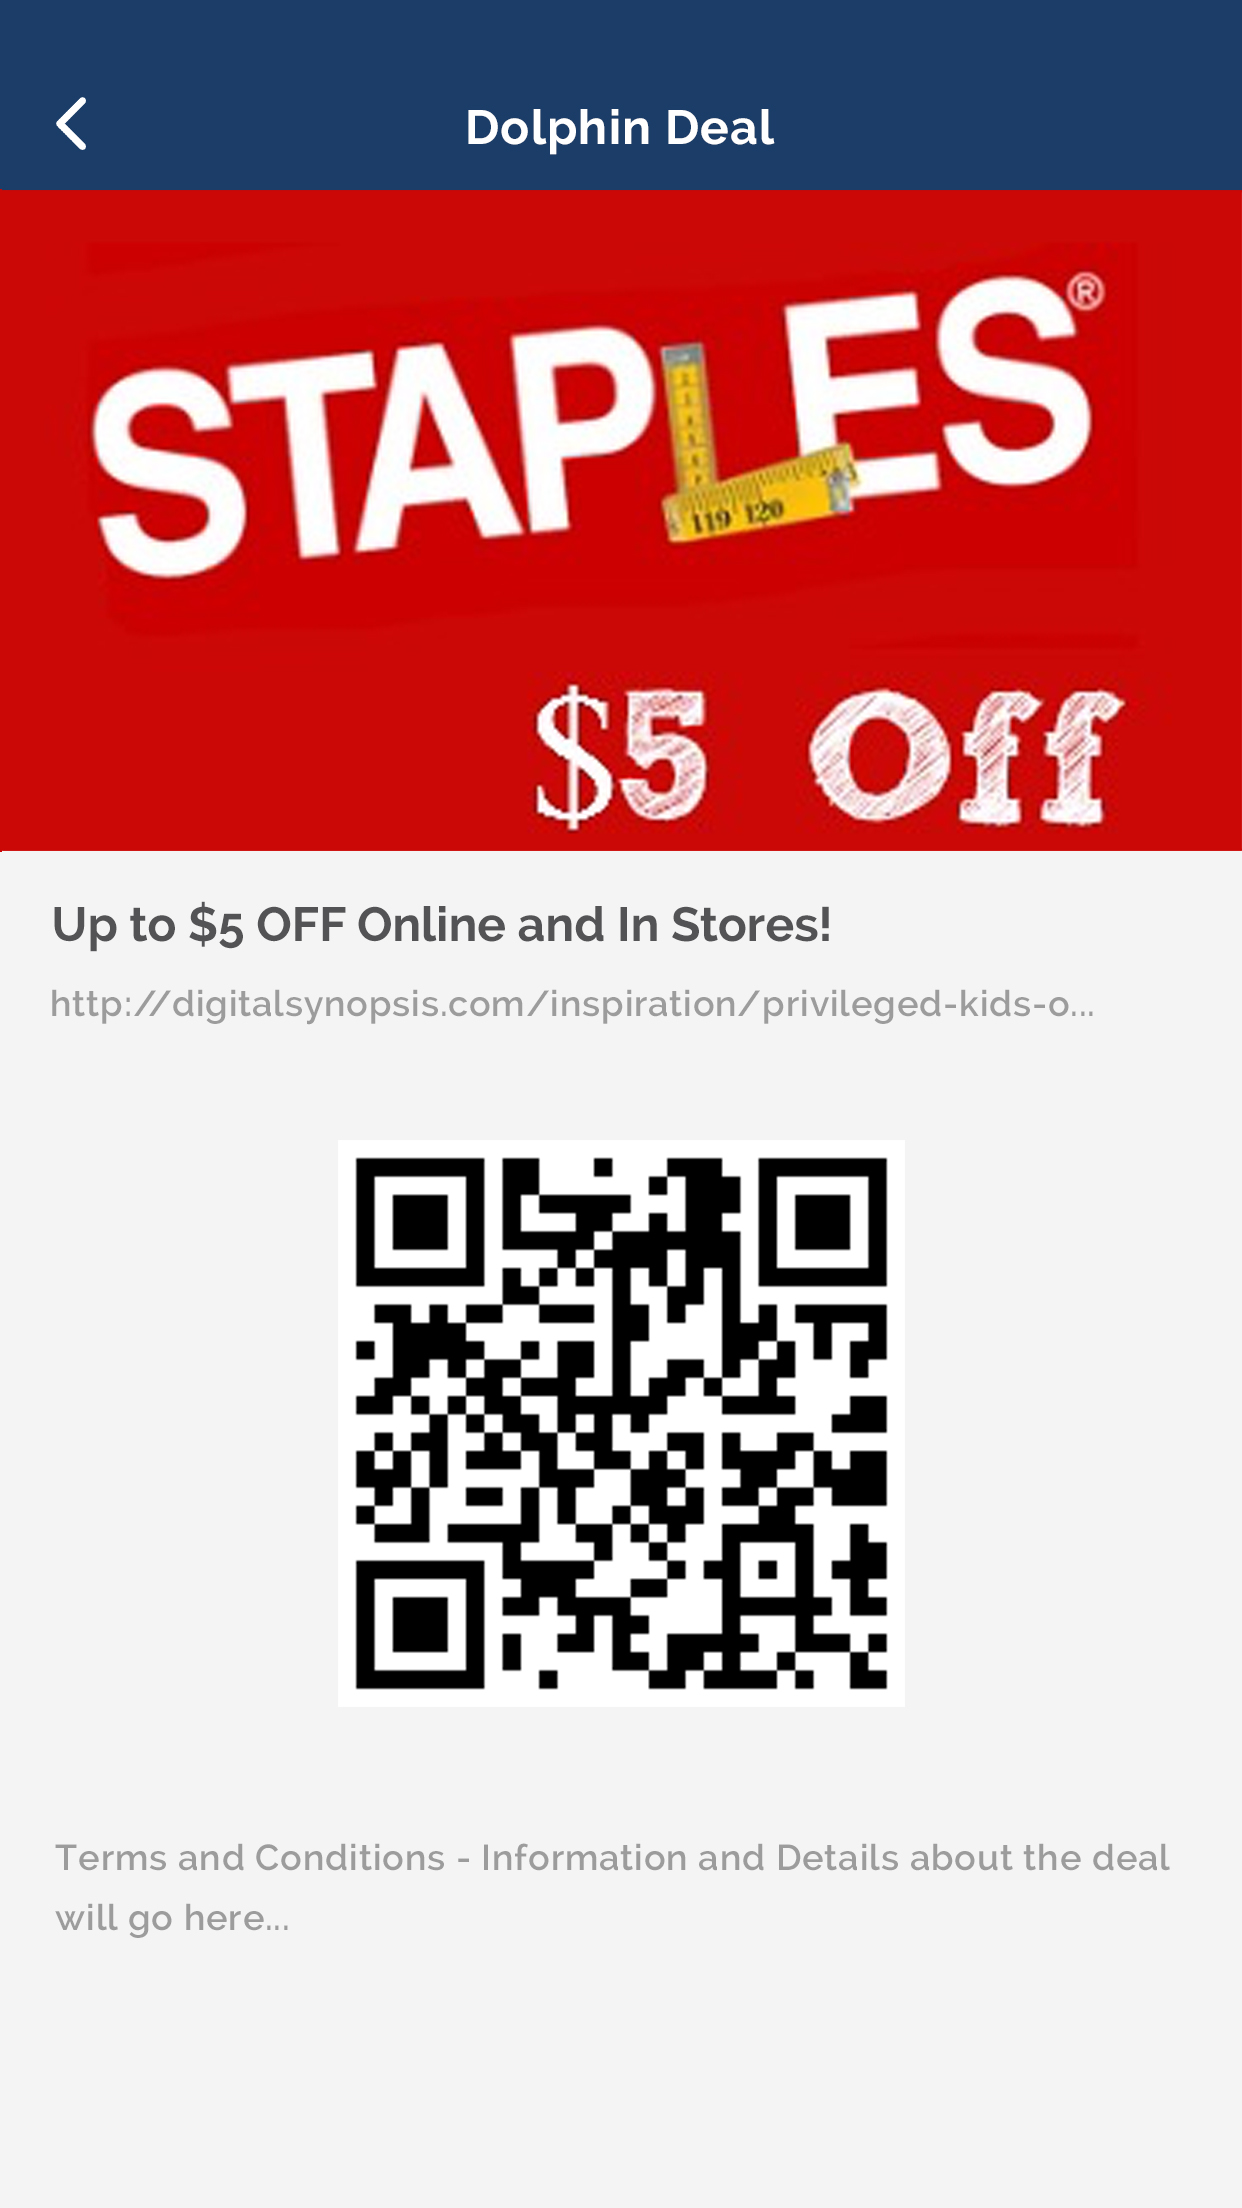 Dolphin Deal
STAPLES®
119 120
$5 Off
Up to $5 OFF Online and In Stores!
http://digitalsynopsis.com/inspiration/privileged-kids-o...
Terms and Conditions - Information and Details about the deal
will go here...